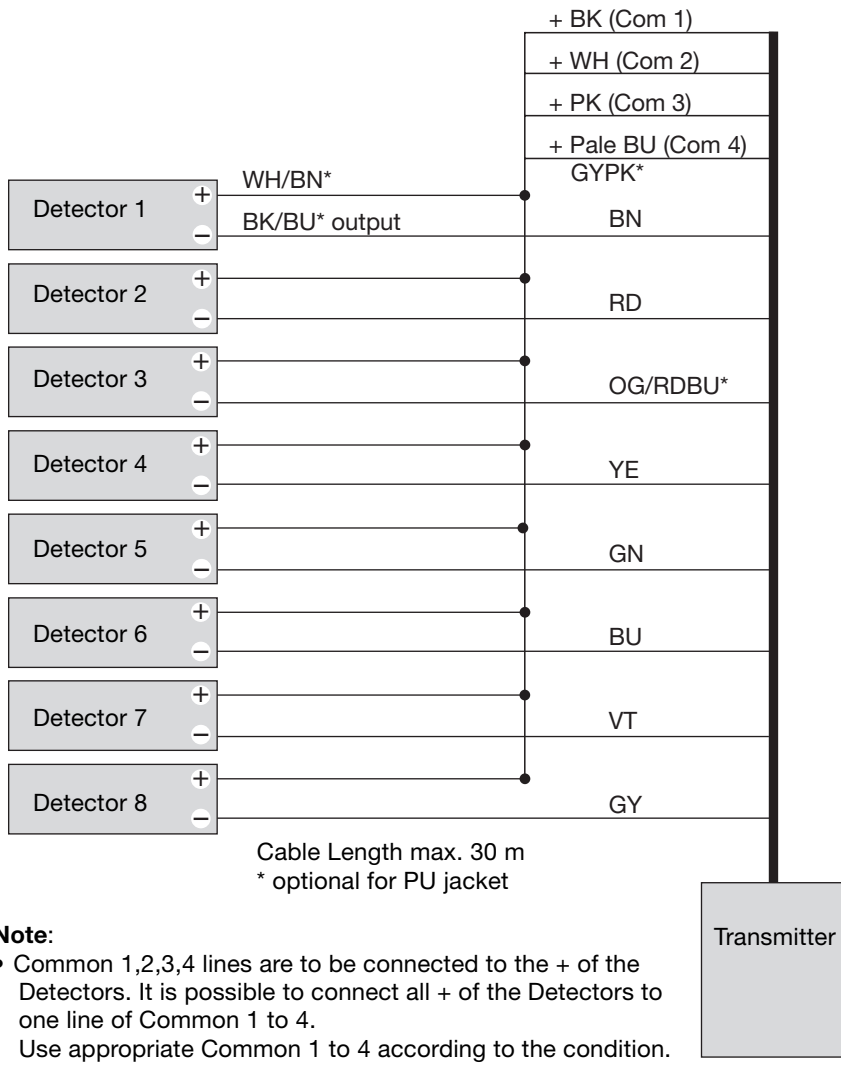 + BK (Com 1)
+ WH (Com 2)
+ PK (Com 3)
+ Pale BU (Com 4)
GYPK*
Detector 1
+
−
WH/BN*
BK/BU* output
BN
Detector 2
+
−
RD
Detector 3
+
−
OG/RDBU*
Detector 4
+
−
YE
Detector 5
+
−
GN
Detector 6
+
−
BU
Detector 7
+
−
VT
Detector 8
+
−
GY
Cable Length max. 30 m
* optional for PU jacket
Transmitter
Note:
• Common 1,2,3,4 lines are to be connected to the + of the
Detectors. It is possible to connect all + of the Detectors to
one line of Common 1 to 4.
Use appropriate Common 1 to 4 according to the condition.